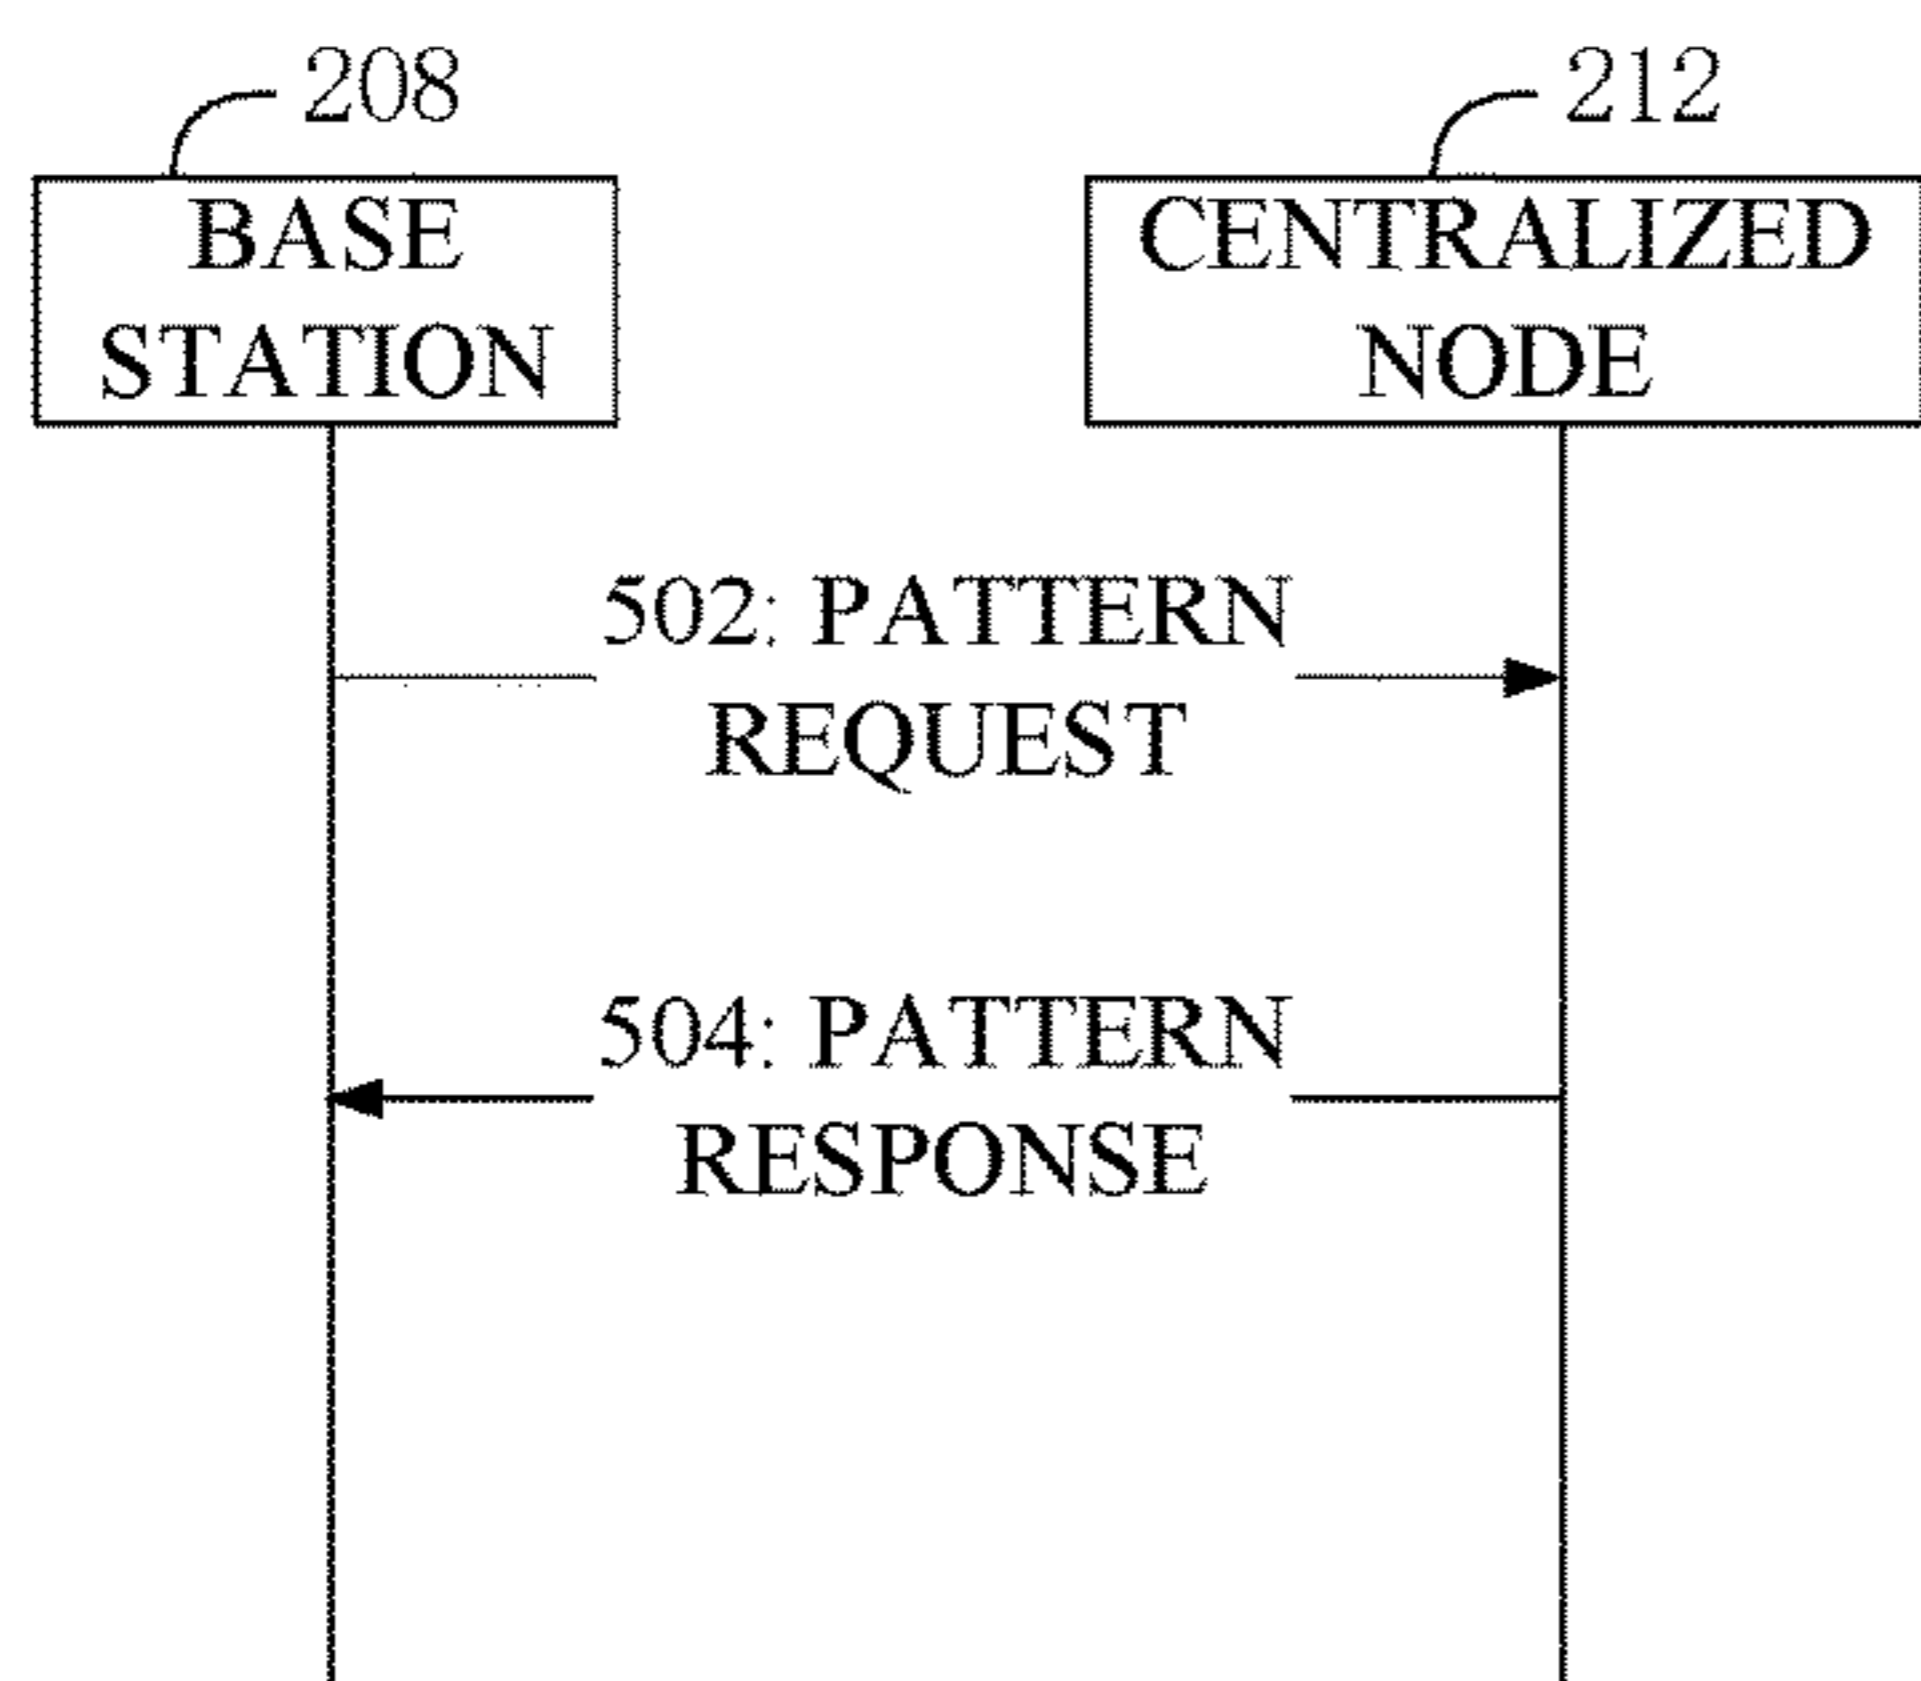 208
212
BASE
STATION
CENTRALIZED
NODE
502: PATTERN
REQUEST
504: PATTERN
RESPONSE